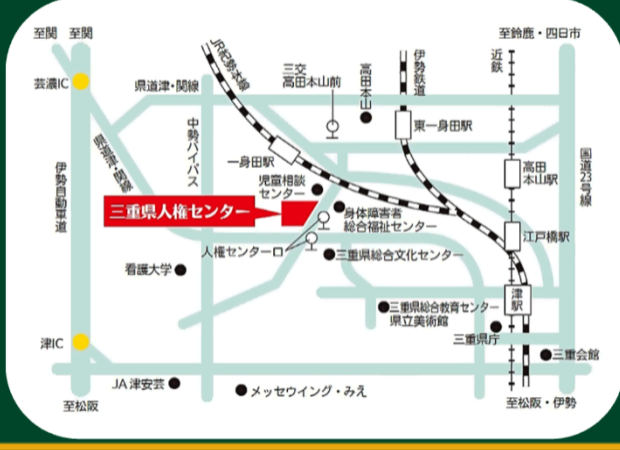 至関
至関
至鈴鹿・四日市
芸濃IC
県道津・関線
県道津・関線
中勢バイパス
伊勢自動車道
JR紀勢本線
三交
高田本山前
高田本山
伊勢鉄道
近鉄
東一身田駅
一身田駅
高田
本山駅
国道23号線
児童相談
センター
三重県人権センター
身体障害者
総合福祉センター
江戸橋駅
人権センター口
三重県総合文化センター
看護大学
津駅
三重県総合教育センター
県立美術館
三重県庁
津IC
三重会館
JA津安芸
メッセウイング・みえ
至松阪
至松阪・伊勢